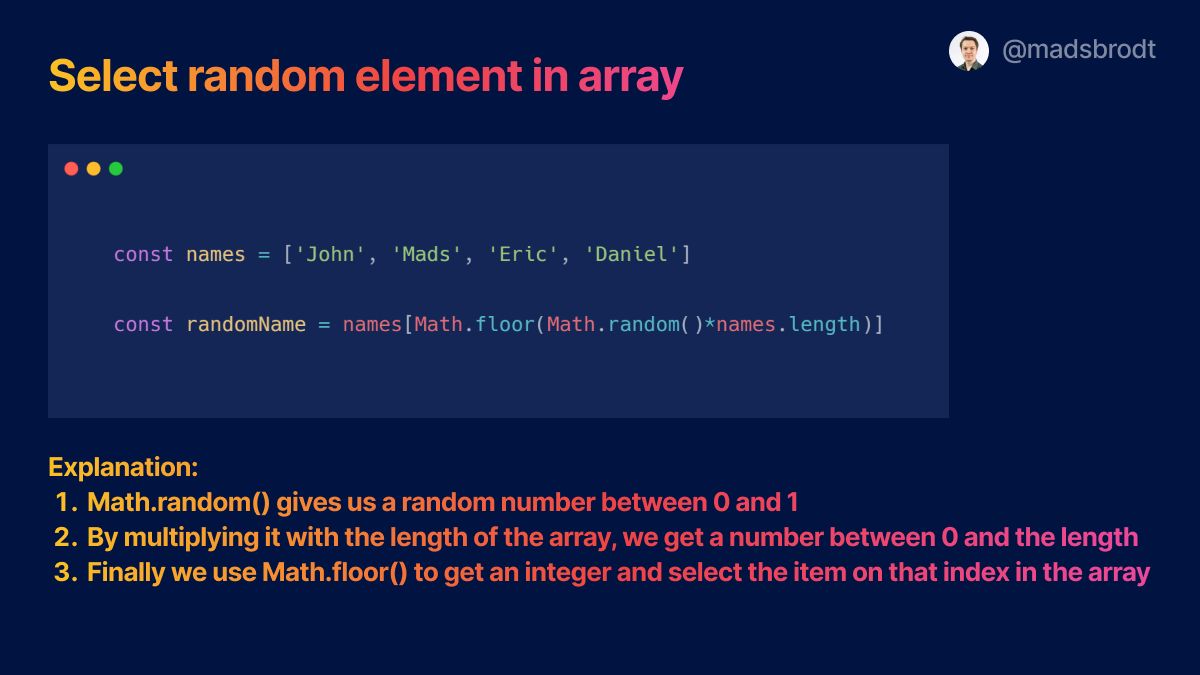 Select random element in array
@madsbrodt
const names = ['John', 'Mads', 'Eric', 'Daniel']
const randomName = names[Math.floor(Math.random()*names.length)]
Explanation:
1. Math.random() gives us a random number between 0 and 1
2. By multiplying it with the length of the array, we get a number between 0 and the length
3. Finally we use Math.floor() to get an integer and select the item on that index in the array